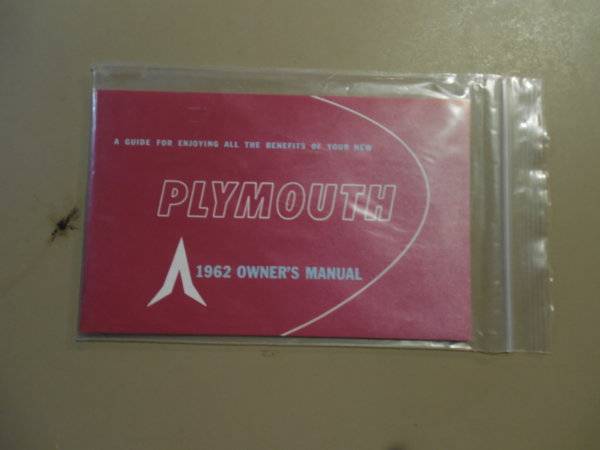 A GUIDE FOR ENJOYING ALL THE BENEFITS OF YOUR NEW
PLYMOUTH
1962 OWNER'S MANUAL